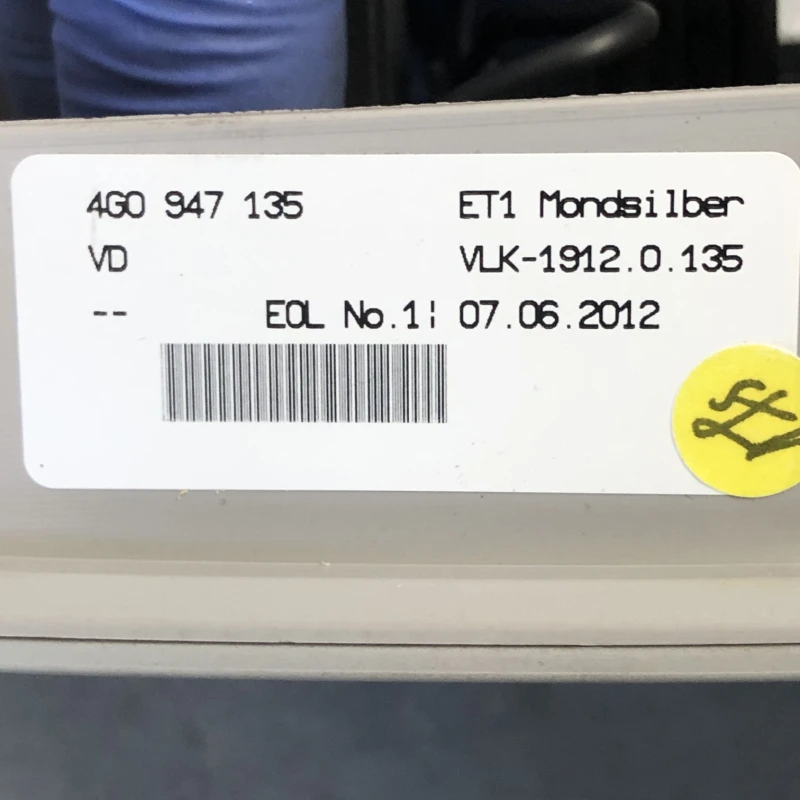 4G0 947 135 ET1 Mondsilber
VD VLK-1912.0.135
-- EOL No.1¦ 07.06.2012